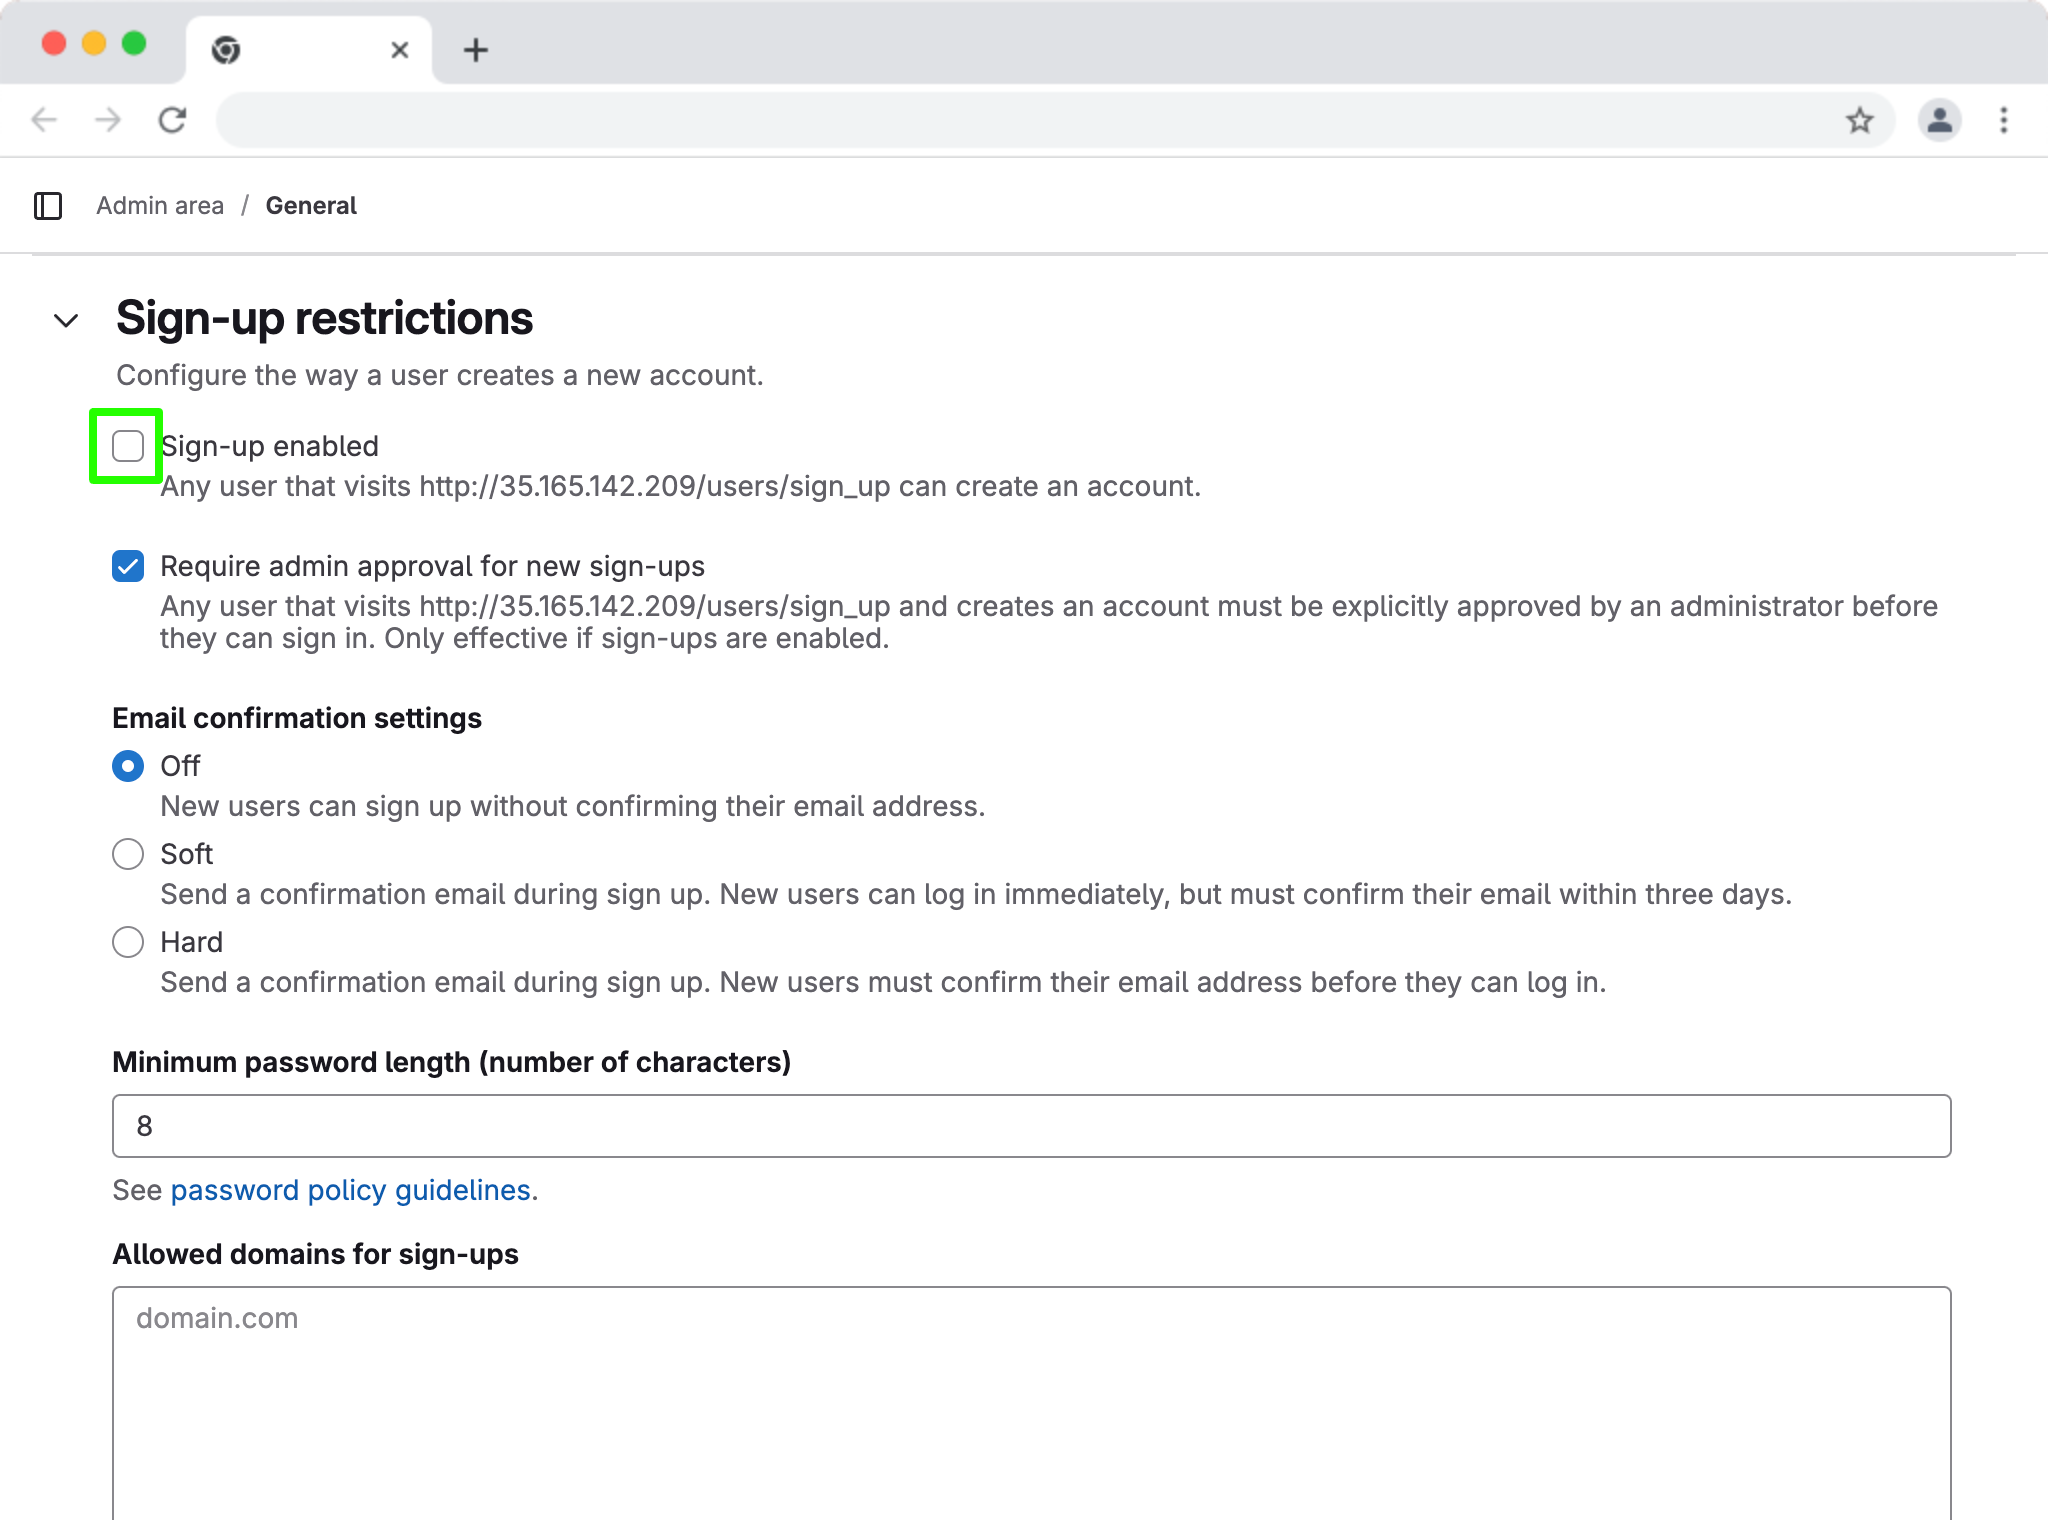 Admin area / General
Sign-up restrictions
Configure the way a user creates a new account.
Sign-up enabled
Any user that visits http://35.165.142.209/users/sign_up can create an account.
Require admin approval for new sign-ups
Any user that visits http://35.165.142.209/users/sign_up and creates an account must be explicitly approved by an administrator before
they can sign in. Only effective if sign-ups are enabled.
Email confirmation settings
Off
New users can sign up without confirming their email address.
Soft
Send a confirmation email during sign up. New users can log in immediately, but must confirm their email within three days.
Hard
Send a confirmation email during sign up. New users must confirm their email address before they can log in.
Minimum password length (number of characters)
8
See password policy guidelines.
Allowed domains for sign-ups
domain.com